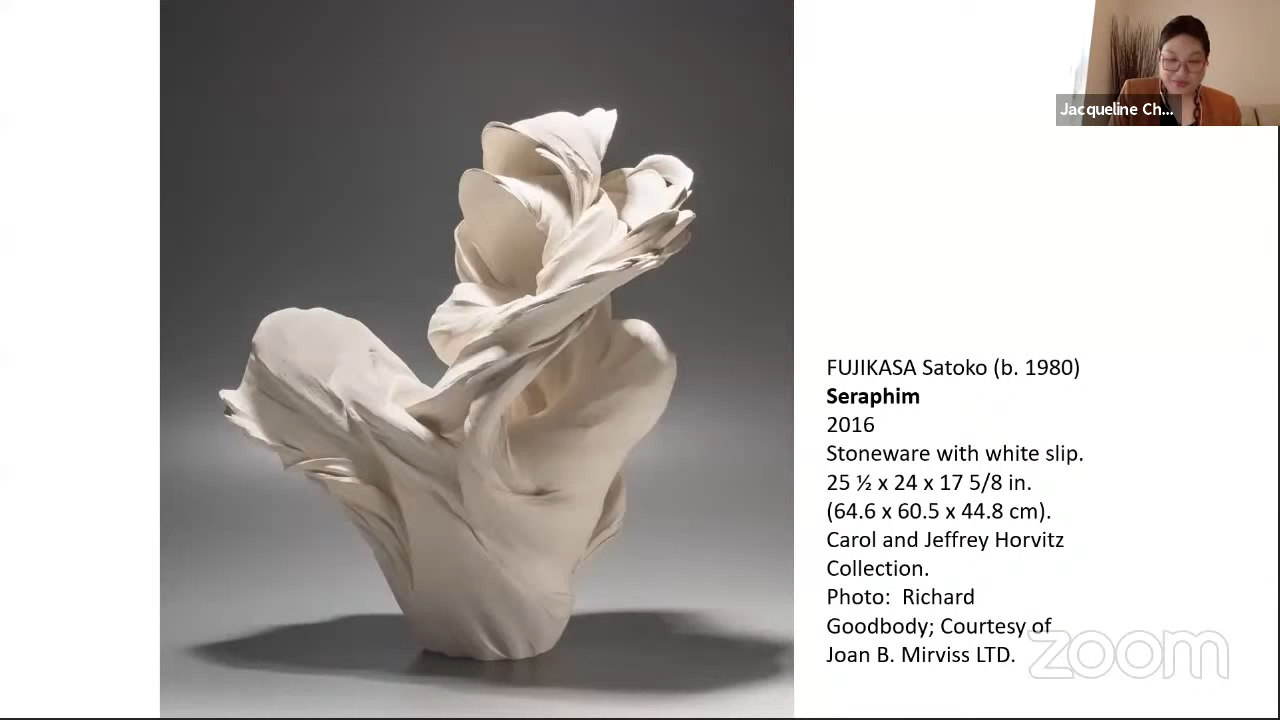 Jacqueline Ch...
FUJIKASA Satoko (b. 1980)
Seraphim
2016
Stoneware with white slip.
25 ½ x 24 x 17 5/8 in.
(64.6 x 60.5 x 44.8 cm).
Carol and Jeffrey Horvitz
Collection.
Photo:  Richard
Goodbody; Courtesy of
Joan B. Mirviss LTD.
zoom